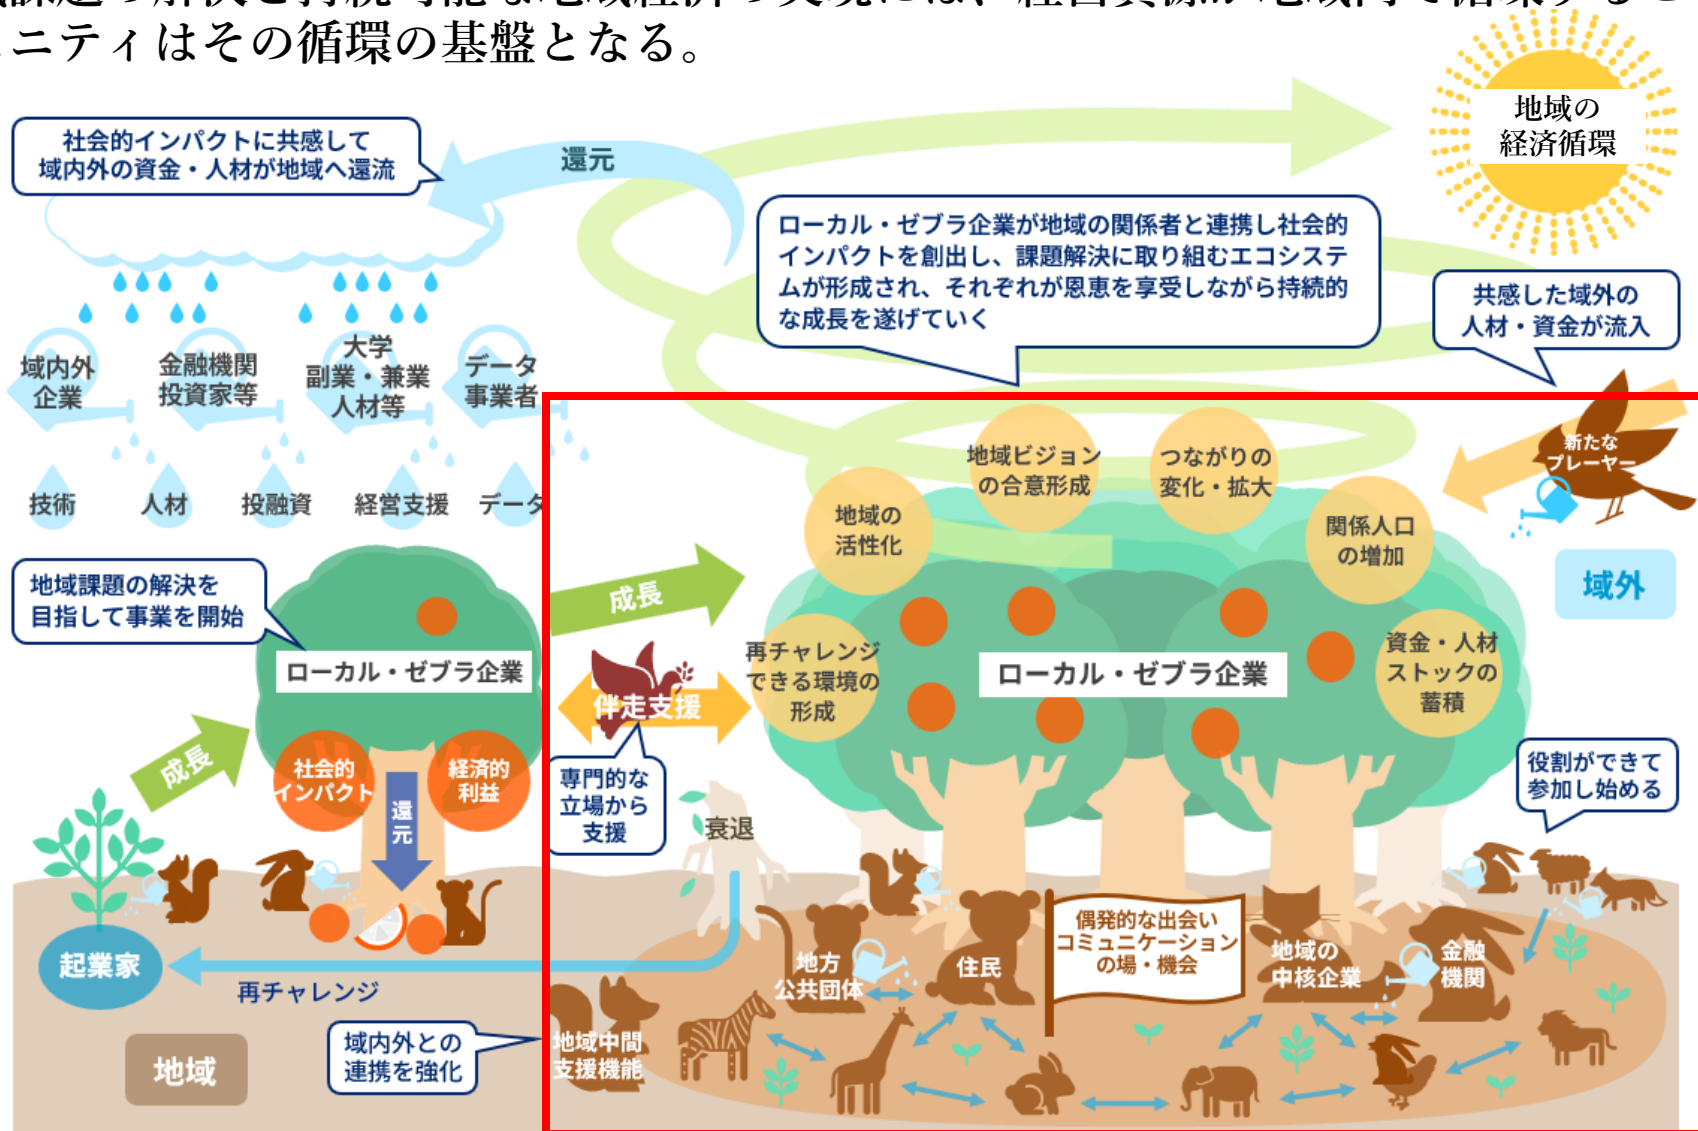 ニティはその循環の基盤となる。
地域の
経済循環
社会的インパクトに共感して
域内外の資金・人材が地域へ還流
還元
ローカル・ゼブラ企業が地域の関係者と連携し社会的
インパクトを創出し、課題解決に取り組むエコシステ
ムが形成され、それぞれが恩恵を享受しながら持続的
な成長を遂げていく
共感した域外の
人材・資金が流入
域内外
企業
金融機関
投資家等
大学
副業・兼業
人材等
データ
事業者
技術
人材
投融資
経営支援
データ
新たな
プレーヤー
域外
地域ビジョン
の合意形成
つながりの
変化・拡大
地域の
活性化
関係人口
の増加
再チャレンジ
できる環境の
形成
資金・人材
ストックの
蓄積
ローカル・ゼブラ企業
地域課題の解決を
目指して事業を開始
ローカル・ゼブラ企業
成長
伴走支援
専門的な
立場から
支援
成長
社会的
インパクト
経済的
利益
還
元
衰退
役割ができて
参加し始める
起業家
再チャレンジ
地域
域内外との
連携を強化
地域中間
支援機能
地方
公共団体
住民
偶発的な出会い
コミュニケーション
の場・機会
地域の
中核企業
金融
機関